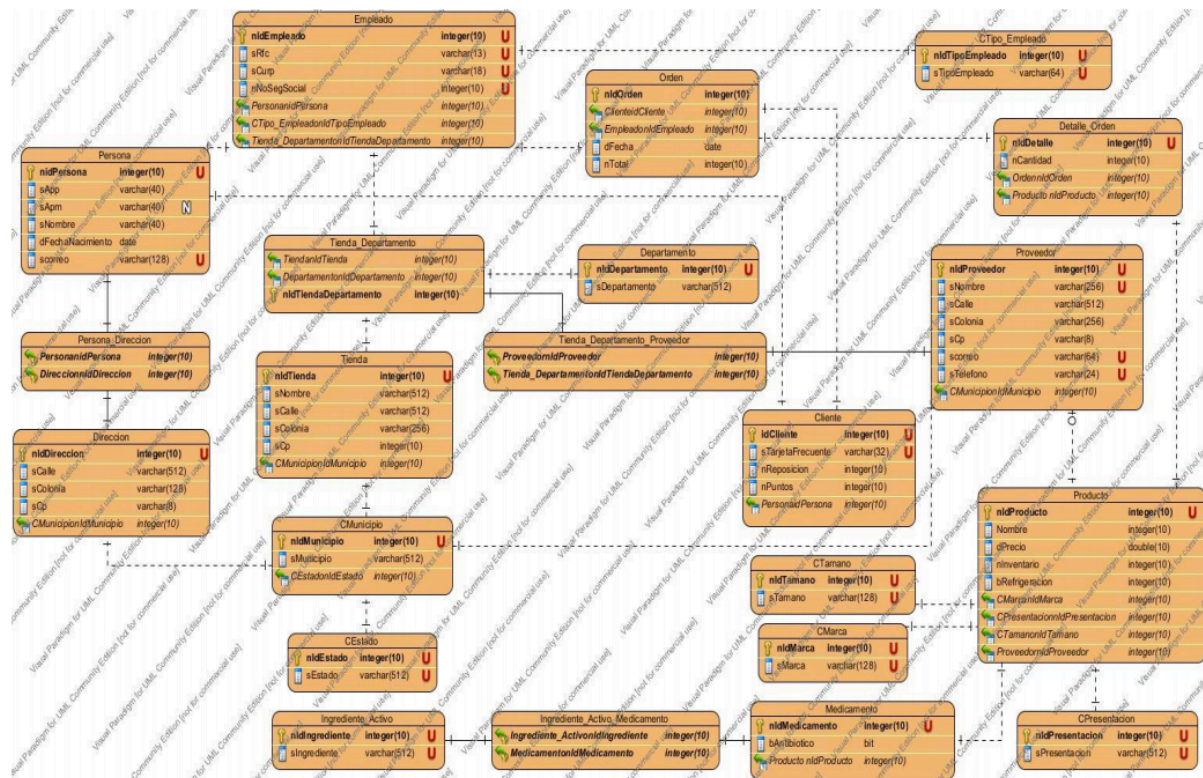 Empleado
nIdEmpleado integer(10) U
sRfc varchar(13) U
sCurp varchar(18) U
nNoSegSocial integer(10) U
PersonanIdPersona integer(10)
CTipo_EmpleadonIdTipoEmpleado integer(10)
Tienda_DepartamentonIdTiendaDepartamento integer(10)
CTipo_Empleado
nIdTipoEmpleado integer(10) U
sTipoEmpleado varchar(64) U
Orden
nIdOrden integer(10)
ClienteidCliente integer(10)
EmpleadonIdEmpleado integer(10)
dFecha date
nTotal integer(10)
Detalle_Orden
nIdDetalle integer(10) U
nCantidad integer(10)
OrdennIdOrden integer(10)
Producto nIdProducto integer(10)
Persona
nidPersona integer(10) U
sApp varchar(40)
sApm varchar(40) N
sNombre varchar(40)
dFechaNacimiento date
scorreo varchar(128) U
Tienda_Departamento
TiendanIdTienda integer(10)
DepartamentonIdDepartamento integer(10)
nIdTiendaDepartamento integer(10)
Departamento
nIdDepartamento integer(10) U
sDepartamento varchar(512)
Proveedor
nIdProveedor integer(10) U
sNombre varchar(256) U
sCalle varchar(512)
sColonia varchar(256)
sCp varchar(8)
scorreo varchar(64) U
sTelefono varchar(24) U
CMunicipionIdMunicipio integer(10)
Persona_Direccion
PersonanidPersona integer(10)
DireccionnIdDireccion integer(10)
Tienda_Departamento_Proveedor
ProveedornIdProveedor integer(10)
Tienda_DepartamentonIdTiendaDepartamento integer(10)
Tienda
nIdTienda integer(10) U
sNombre varchar(512)
sCalle varchar(512)
sColonia varchar(256)
sCp integer(10)
CMunicipionIdMunicipio integer(10)
Direccion
nIdDireccion integer(10) U
sCalle varchar(512)
sColonia varchar(128)
sCp varchar(8)
CMunicipionIdMunicipio integer(10)
Cliente
idCliente integer(10) U
sTarjetaFrecuente varchar(32) U
nReposicion integer(10)
nPuntos integer(10)
PersonaidPersona integer(10)
CMunicipio
nIdMunicipio integer(10) U
sMunicipio varchar(512)
CEstadonIdEstado integer(10)
Producto
nIdProducto integer(10) U
Nombre integer(10)
dPrecio double(10)
nInventario integer(10)
bRefrigeracion integer(10)
CMarcanIdMarca integer(10)
CPresentacionnIdPresentacion integer(10)
CTamanonIdTamano integer(10)
ProveedornIdProveedor integer(10)
CTamano
nIdTamano integer(10) U
sTamano varchar(128) U
CMarca
nIdMarca integer(10) U
sMarca varchar(128) U
CEstado
nIdEstado integer(10) U
sEstado varchar(512) U
Ingrediente_Activo
nIdIngrediente integer(10) U
sIngrediente varchar(512) U
Ingrediente_Activo_Medicamento
Ingrediente_ActivonIdIngrediente integer(10)
MedicamentonIdMedicamento integer(10)
Medicamento
nIdMedicamento integer(10) U
bAntibiotico bit
Producto nIdProducto integer(10)
CPresentacion
nIdPresentacion integer(10) U
sPresentacion varchar(512) U
Visual Paradigm for UML Community Edition [not for commercial use]